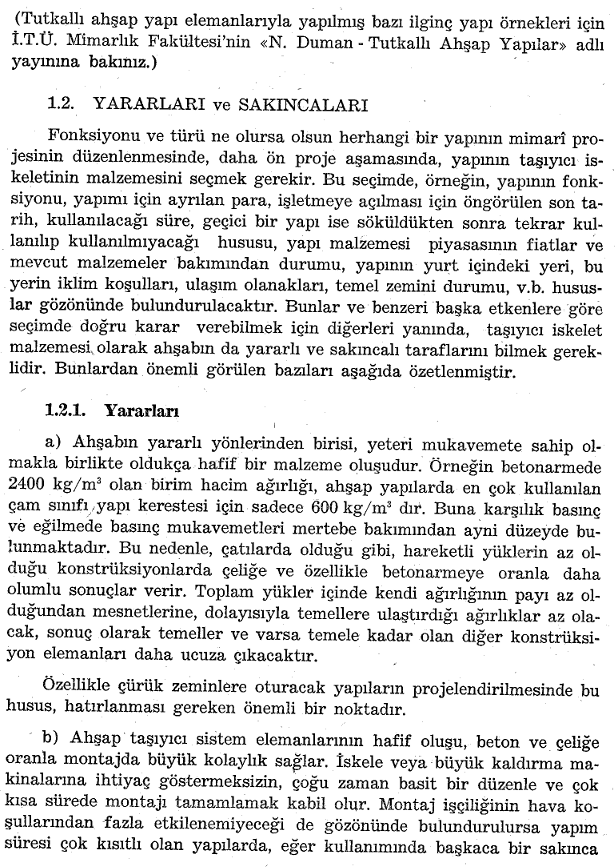 (Tutkallı ahşap yapı elemanlarıyla yapılmış bazı ilginç yapı örnekleri için
İ.T.Ü. Mimarlık Fakültesi'nin «N. Duman - Tutkallı Ahşap Yapılar» adlı
yayınına bakınız.)
1.2. YARARLARI ve SAKINCALARI
Fonksiyonu ve türü ne olursa olsun herhangi bir yapının mimarî pro-
jesinin düzenlenmesinde, daha ön proje aşamasında, yapının taşıyıcı is-
keletinin malzemesini seçmek gerekir. Bu seçimde, örneğin, yapının fonk-
siyonu, yapımı için ayrılan para, işletmeye açılması için öngörülen son ta-
rih, kullanılacağı süre, geçici bir yapı ise söküldükten sonra tekrar kul-
lanılıp kullanılmıyacağı hususu, yapı malzemesi piyasasının fiatlar ve
mevcut malzemeler bakımından durumu, yapının yurt içindeki yeri, bu
yerin iklim koşulları, ulaşım olanakları, temel zemini durumu, v.b. husus-
lar gözönünde bulundurulacaktır. Bunlar ve benzeri başka etkenlere göre
seçimde doğru karar verebilmek için diğerleri yanında, taşıyıcı iskelet
malzemesi olarak ahşabın da yararlı ve sakıncalı taraflarını bilmek gerek-
lidir. Bunlardan önemli görülen bazıları aşağıda özetlenmiştir.
1.2.1. Yararları
a) Ahşabın yararlı yönlerinden birisi, yeteri mukavemete sahip ol-
makla birlikte oldukça hafif bir malzeme oluşudur. Örneğin betonarmede
2400 kg/m³ olan birim hacim ağırlığı, ahşap yapılarda en çok kullanılan
çam sınıfı yapı kerestesi için sadece 600 kg/m³ dır. Buna karşılık basınç
ve eğilmede basınç mukavemetleri mertebe bakımından ayni düzeyde bu-
lunmaktadır. Bu nedenle, çatılarda olduğu gibi, hareketli yüklerin az ol-
duğu konstrüksiyonlarda çeliğe ve özellikle betonarmeye oranla daha
olumlu sonuçlar verir. Toplam yükler içinde kendi ağırlığının payı az ol-
duğundan mesnetlerine, dolayısıyla temellere ulaştırdığı ağırlıklar az ola-
cak, sonuç olarak temeller ve varsa temele kadar olan diğer konstrüksi-
yon elemanları daha ucuza çıkacaktır.
Özellikle çürük zeminlere oturacak yapıların projelendirilmesinde bu
husus, hatırlanması gereken önemli bir noktadır.
b) Ahşap taşıyıcı sistem elemanlarının hafif oluşu, beton ve çeliğe
oranla montajda büyük kolaylık sağlar. İskele veya büyük kaldırma ma-
kinalarına ihtiyaç göstermeksizin, çoğu zaman basit bir düzenle ve çok
kısa sürede montajı tamamlamak kabil olur. Montaj işçiliğinin hava ko-
şullarından fazla etkilenemiyeceği de gözönünde bulundurulursa yapım
süresi çok kısıtlı olan yapılarda, eğer kullanımında başkaca bir sakınca